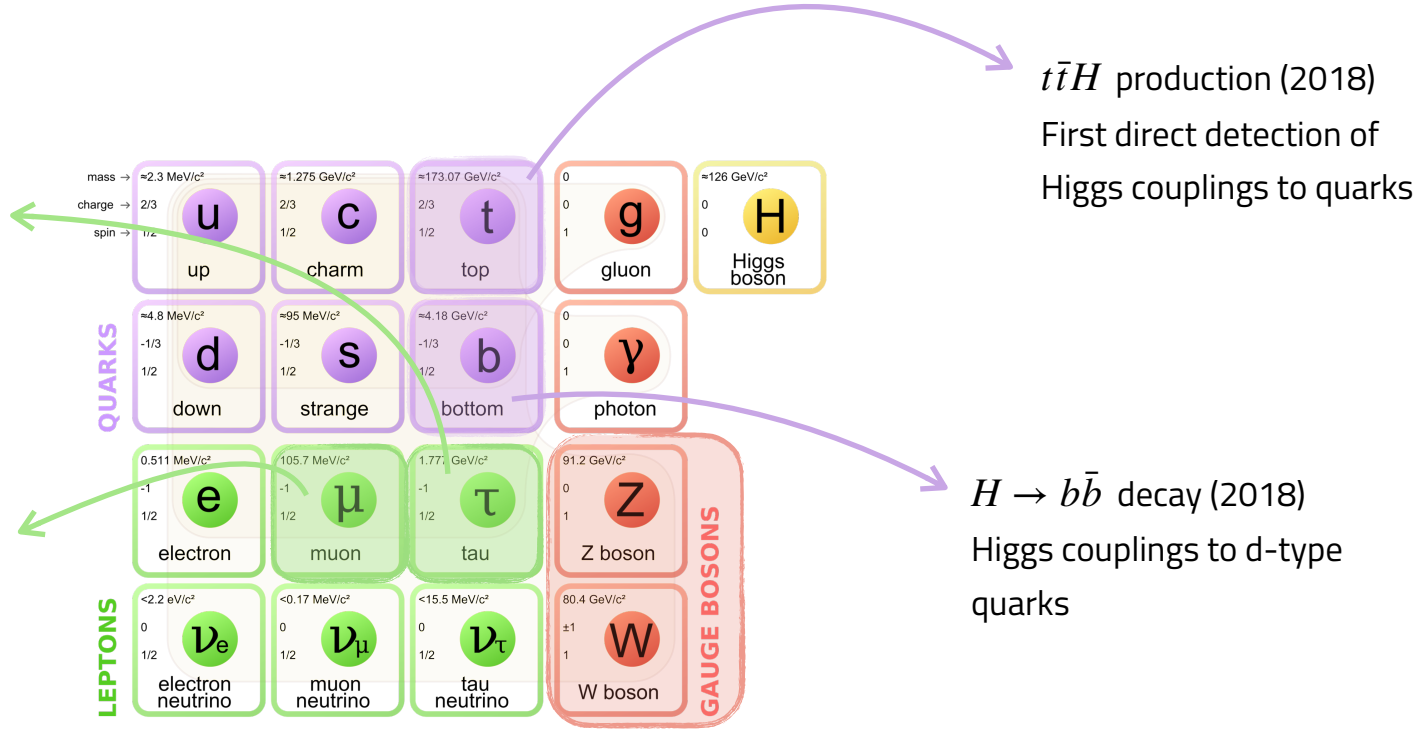 $t\bar{t}H$ production (2018)
First direct detection of
Higgs couplings to quarks
mass → ≈2.3 MeV/c²
charge → 2/3
spin → 1/2
u
up
≈1.275 GeV/c²
2/3
1/2
c
charm
≈173.07 GeV/c²
2/3
1/2
t
top
0
0
1
g
gluon
≈126 GeV/c²
0
0
H
Higgs
boson
QUARKS
≈4.8 MeV/c²
-1/3
1/2
d
down
≈95 MeV/c²
-1/3
1/2
s
strange
≈4.18 GeV/c²
-1/3
1/2
b
bottom
0
0
1
γ
photon
0.511 MeV/c²
-1
1/2
e
electron
105.7 MeV/c²
-1
1/2
μ
muon
1.777 GeV/c²
-1
1/2
τ
tau
91.2 GeV/c²
0
1
Z
Z boson
GAUGE BOSONS
$H \to b\bar{b}$ decay (2018)
Higgs couplings to d-type
quarks
LEPTONS
<2.2 eV/c²
0
1/2
νe
electron
neutrino
<0.17 MeV/c²
0
1/2
νμ
muon
neutrino
<15.5 MeV/c²
0
1/2
ντ
tau
neutrino
80.4 GeV/c²
±1
1
W
W boson